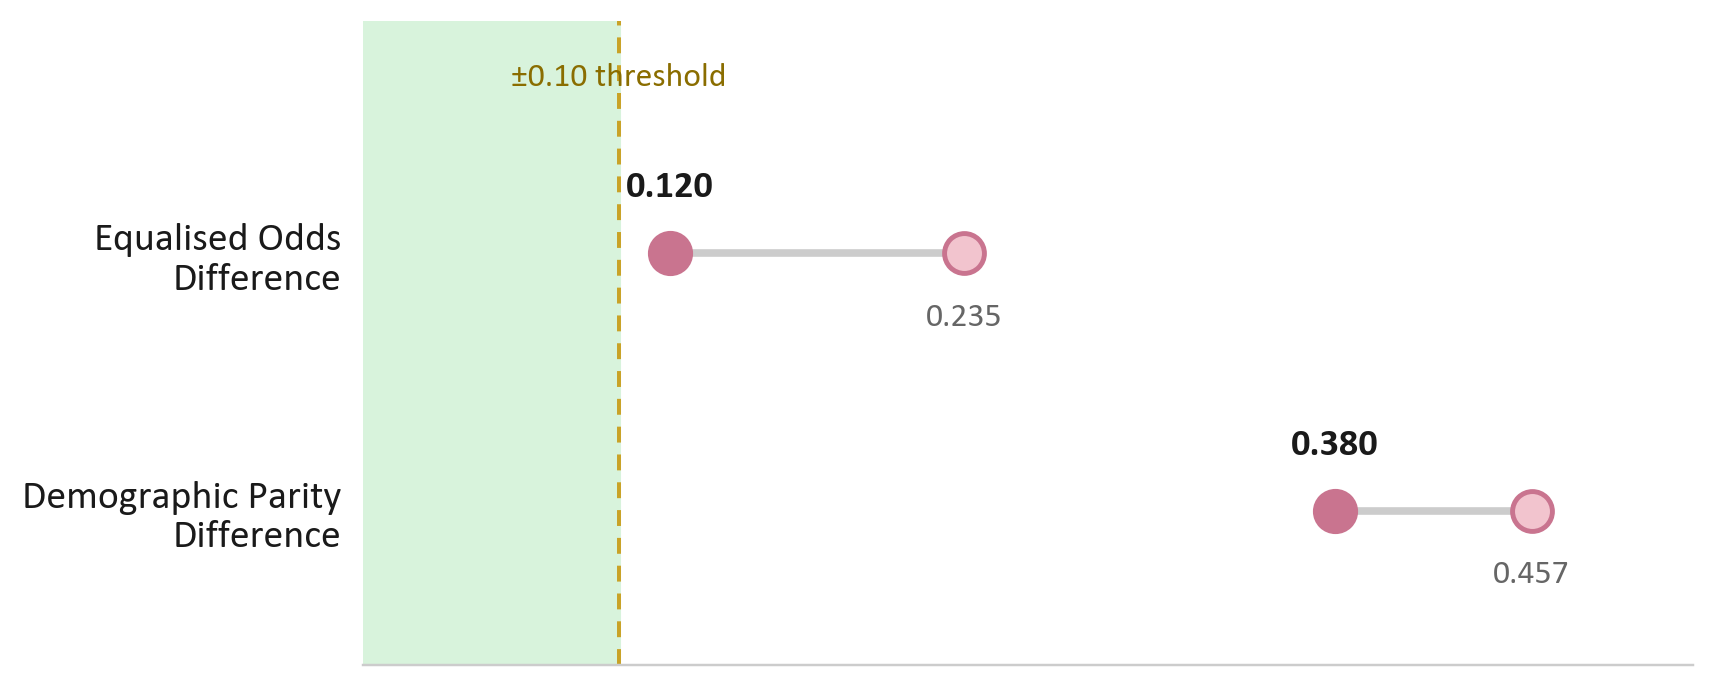 ±0.10 threshold
0.120
Equalised Odds
Difference
0.235
0.380
Demographic Parity
Difference
0.457